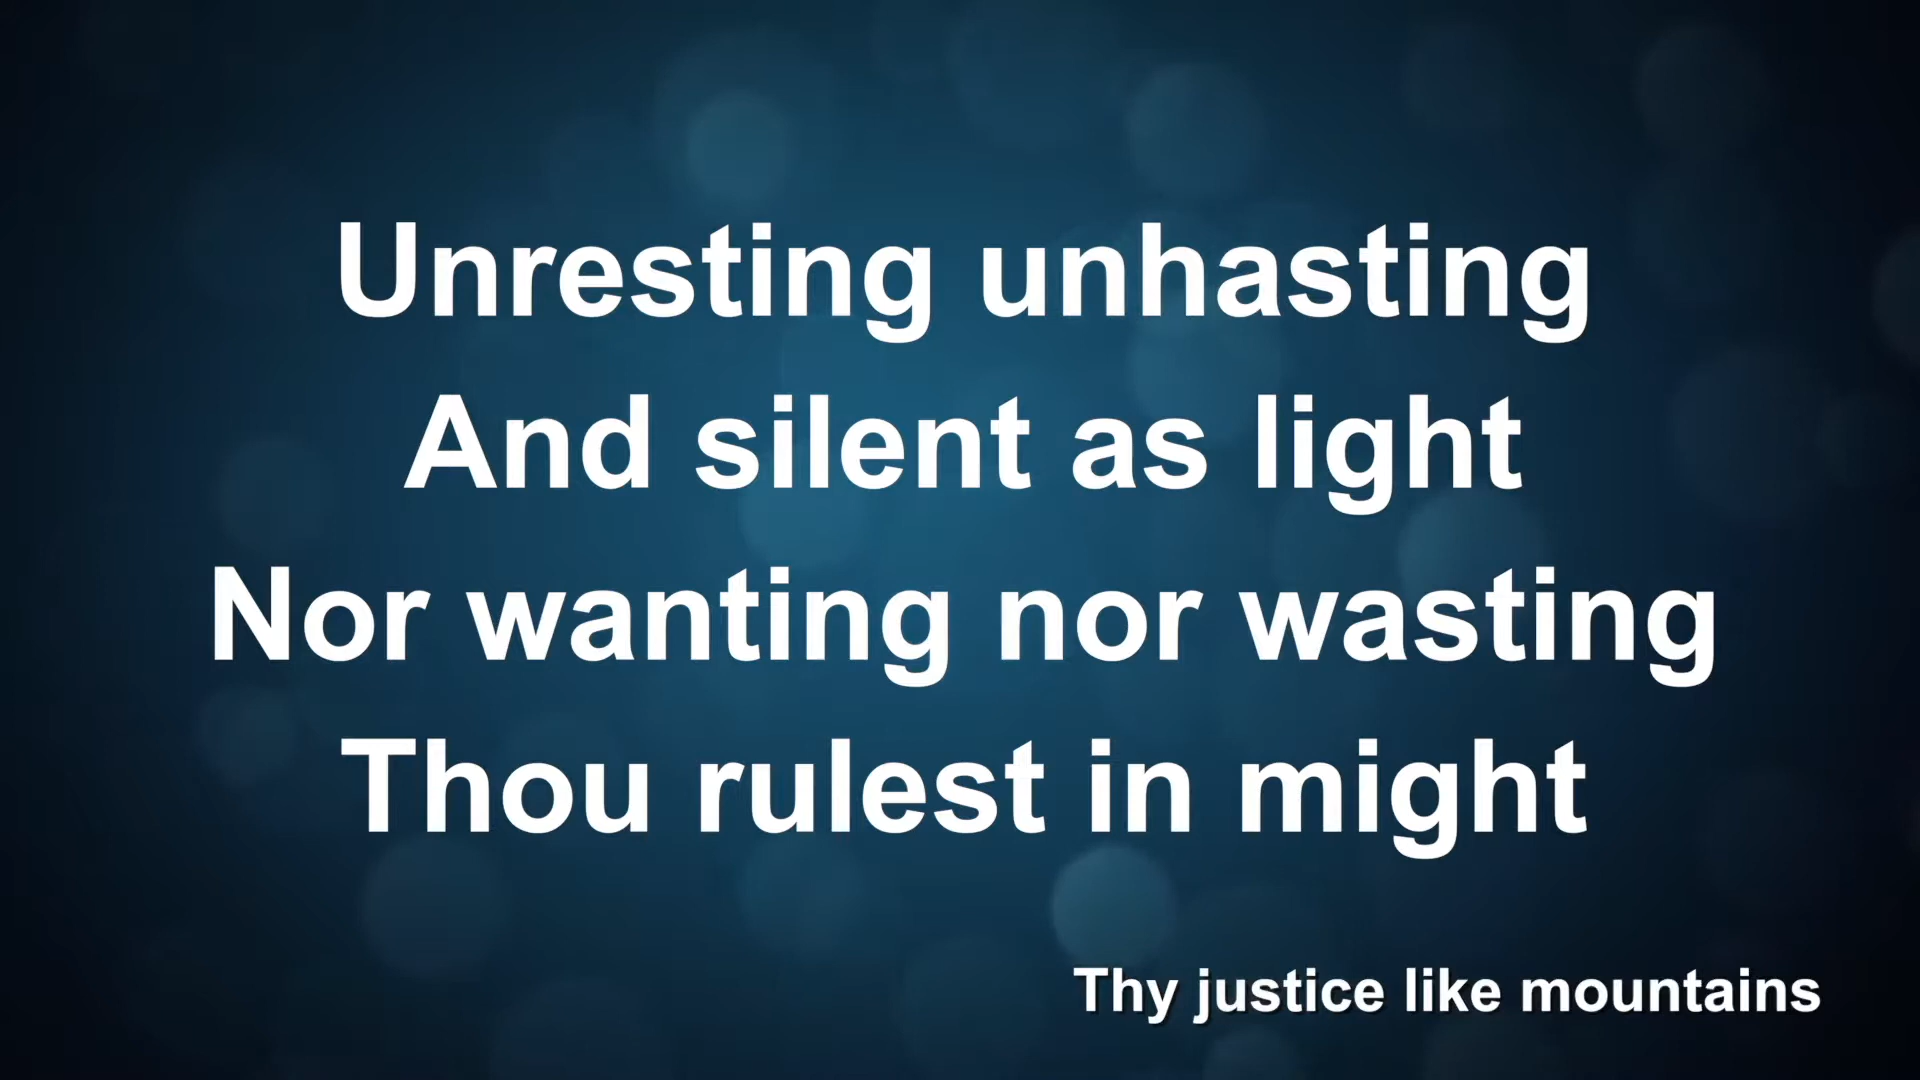 Unresting unhasting
And silent as light
Nor wanting nor wasting
Thou rulest in might
Thy justice like mountains